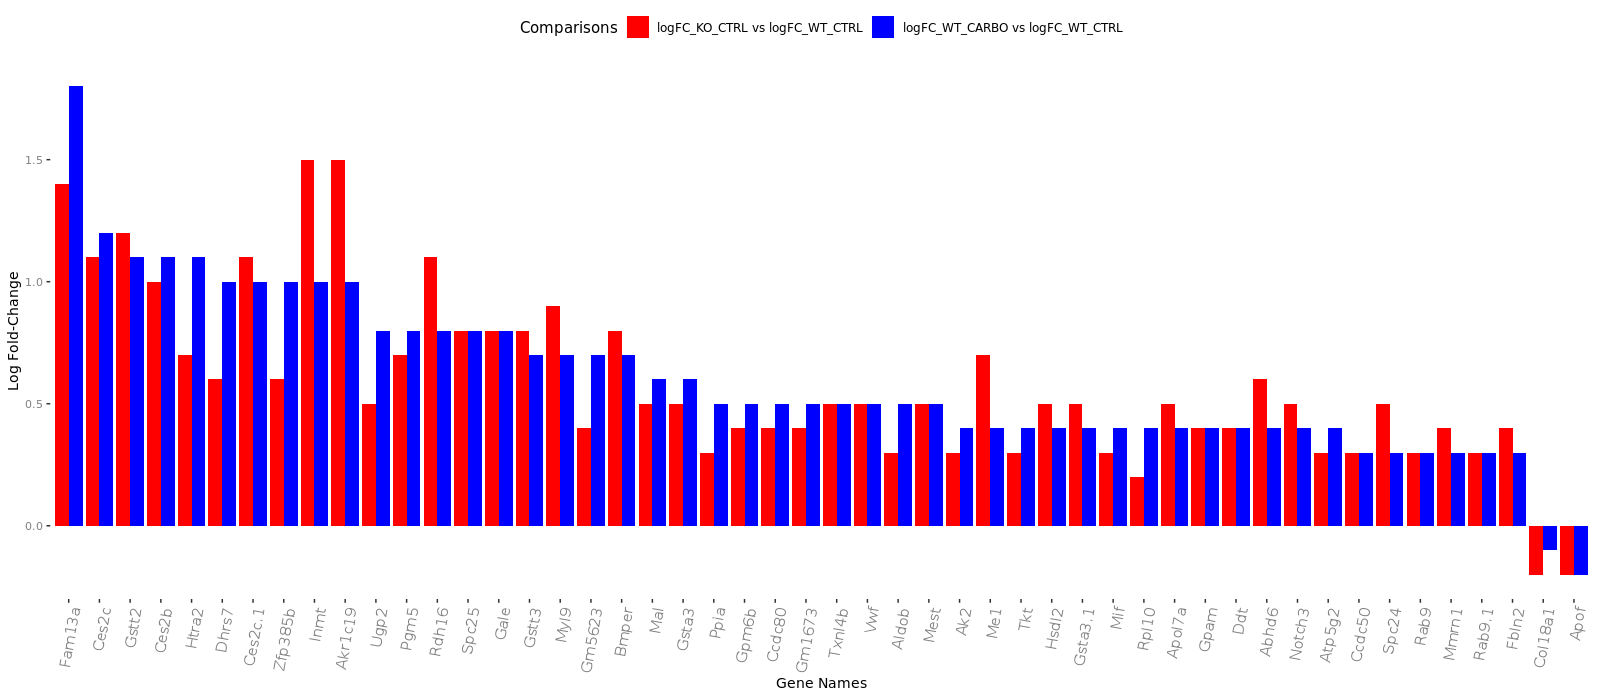 Comparisons logFC_KO_CTRL vs logFC_WT_CTRL logFC_WT_CARBO vs logFC_WT_CTRL
Log Fold-Change
1.5
1.0
0.5
0.0
Fam13a Ces2c Gstt2 Ces2b Htra2 Dhrs7 Ces2c.1 Zfp385b Inmt Akr1c19 Ugp2 Pgm5 Rdh16 Spc25 Gale Gstt3 Myl9 Gm5623 Bmper Mal Gsta3 Ppia Gpm6b Ccdc80 Gm1673 Txnl4b Vwf Aldob Mest Ak2 Me1 Tkt Hsdl2 Gsta3.1 Mif Rpl10 Apol7a Gpam Ddt Abhd6 Notch3 Atp5g2 Ccdc50 Spc24 Rab9 Mmrn1 Rab9.1 Fbln2 Col18a1 Apof
Gene Names